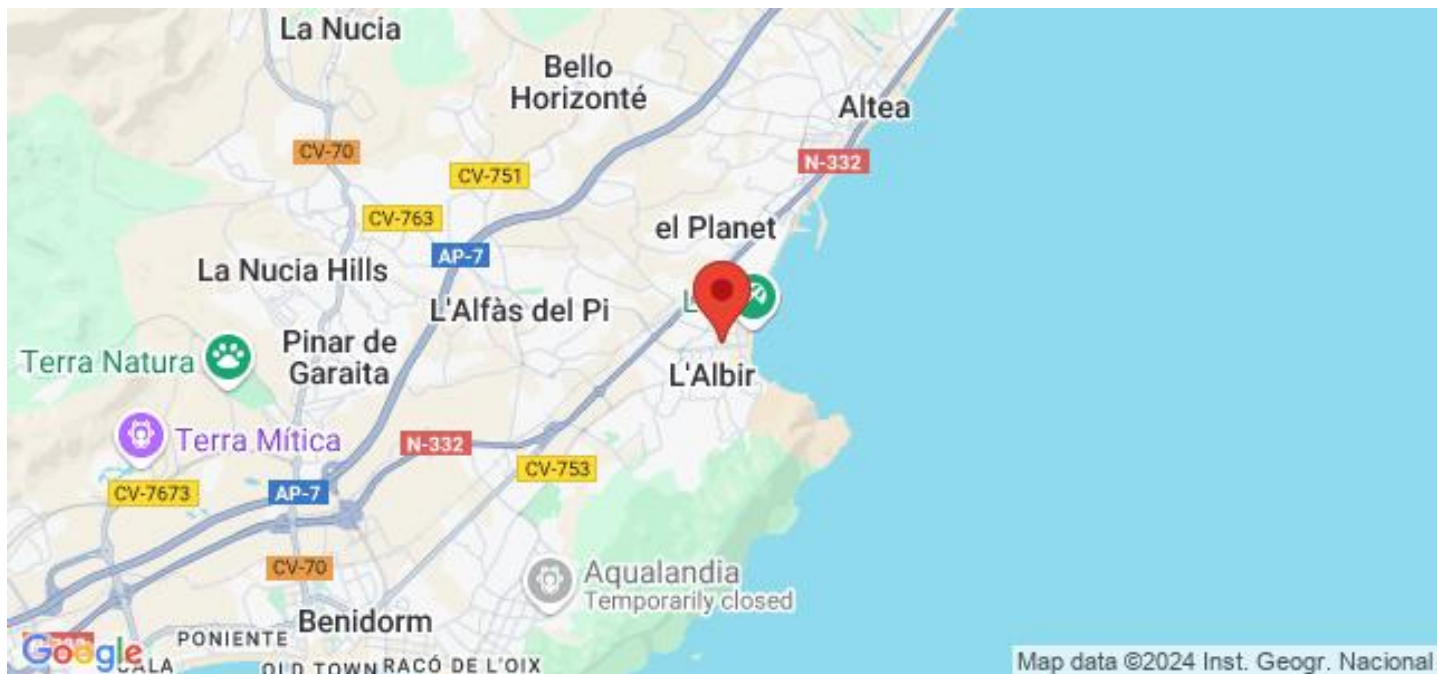 La Nucia
Bello
Horizonté
Altea
CV-70
N-332
CV-751
CV-763
el Planet
AP-7
La Nucia Hills
L'Alfàs del Pi
Pinar de
Garaita
Terra Natura
L'Albir
Terra Mítica
N-332
CV-753
CV-7673
AP-7
CV-70
Aqualandia
Temporarily closed
Benidorm
PONIENTE
Google
OLD TOWN
RACÓ DE L'OIX
Map data ©2024 Inst. Geogr. Nacional